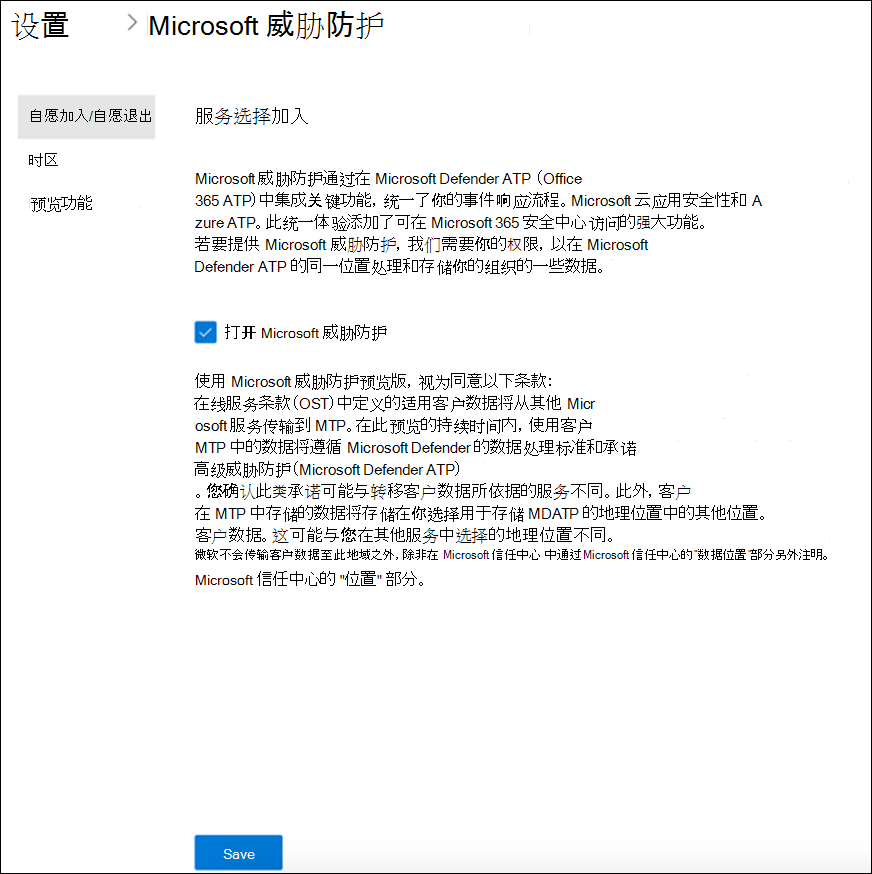 设置 > Microsoft 威胁防护
自愿加入/自愿退出
时区
预览功能
服务选择加入
Microsoft 威胁防护通过在 Microsoft Defender ATP（Office
365 ATP）中集成关键功能，统一了你的事件响应流程。Microsoft 云应用安全性和 A
zure ATP。此统一体验添加了可在 Microsoft 365 安全中心访问的强大功能。
若要提供 Microsoft 威胁防护，我们需要你的权限，以在 Microsoft
Defender ATP 的同一位置处理和存储你的组织的一些数据。
打开 Microsoft 威胁防护
使用 Microsoft 威胁防护预览版，视为同意以下条款：
在线服务条款（OST）中定义的适用客户数据将从其他 Micr
osoft 服务传输到 MTP。在此预览的持续时间内，使用客户
MTP 中的数据将遵循 Microsoft Defender 的数据处理标准和承诺
高级威胁防护（Microsoft Defender ATP）
。您确认此类承诺可能与转移客户数据所依据的服务不同。此外，客户
在 MTP 中存储的数据将存储在你选择用于存储 MDATP 的地理位置中的其他位置。
客户数据。这可能与您在其他服务中选择的地理位置不同。
微软不会传输客户数据至此地域之外，除非在 Microsoft 信任中心 中通过 Microsoft 信任中心的"数据位置"部分另外注明。
Microsoft 信任中心的 "位置" 部分。
Save